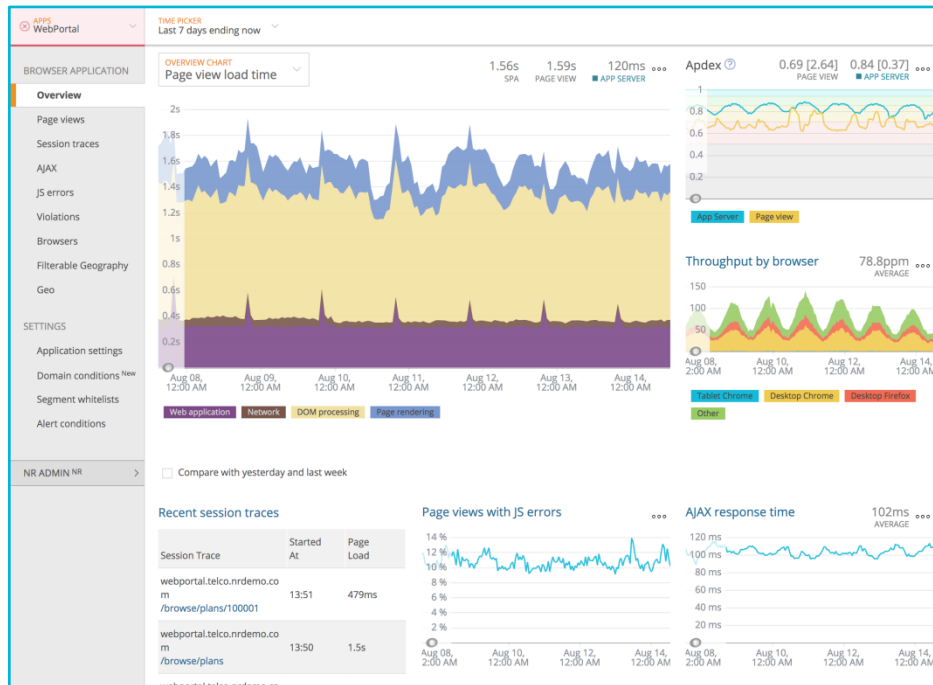 APPS
WebPortal
TIME PICKER
Last 7 days ending now
BROWSER APPLICATION
Overview
Page views
Session traces
AJAX
JS errors
Violations
Browsers
Filterable Geography
Geo
SETTINGS
Application settings
Domain conditions New
Segment whitelists
Alert conditions
NR ADMIN NR
OVERVIEW CHART
Page view load time
1.56s
SPA
1.59s
PAGE VIEW
120ms
APP SERVER
2s
1.8s
1.6s
1.4s
1.2s
1s
0.8s
0.6s
0.4s
0.2s
Aug 08,
12:00 AM
Aug 09,
12:00 AM
Aug 10,
12:00 AM
Aug 11,
12:00 AM
Aug 12,
12:00 AM
Aug 13,
12:00 AM
Aug 14,
12:00 AM
Web application
Network
DOM processing
Page rendering
Compare with yesterday and last week
Apdex ?
0.69 [2.64]
PAGE VIEW
0.84 [0.37]
APP SERVER
1
0.8
0.6
0.4
0.2
App Server
Page view
Throughput by browser
78.8ppm
AVERAGE
150
100
50
Aug 08,
2:00 AM
Aug 10,
12:00 AM
Aug 12,
12:00 AM
Aug 14,
12:00 AM
Tablet Chrome
Desktop Chrome
Desktop Firefox
Other
Recent session traces
Session Trace
Started
At
Page
Load
webportal.telco.nrdemo.co
m
/browse/plans/100001
13:51
479ms
webportal.telco.nrdemo.co
m
/browse/plans
13:50
1.5s
Page views with JS errors
14 %
12 %
10 %
8 %
6 %
4 %
2 %
Aug 08,
2:00 AM
Aug 10,
12:00 AM
Aug 12,
12:00 AM
Aug 14,
12:00 AM
AJAX response time
102ms
AVERAGE
120 ms
100 ms
80 ms
60 ms
40 ms
20 ms
Aug 08,
2:00 AM
Aug 10,
12:00 AM
Aug 12,
12:00 AM
Aug 14,
12:00 AM